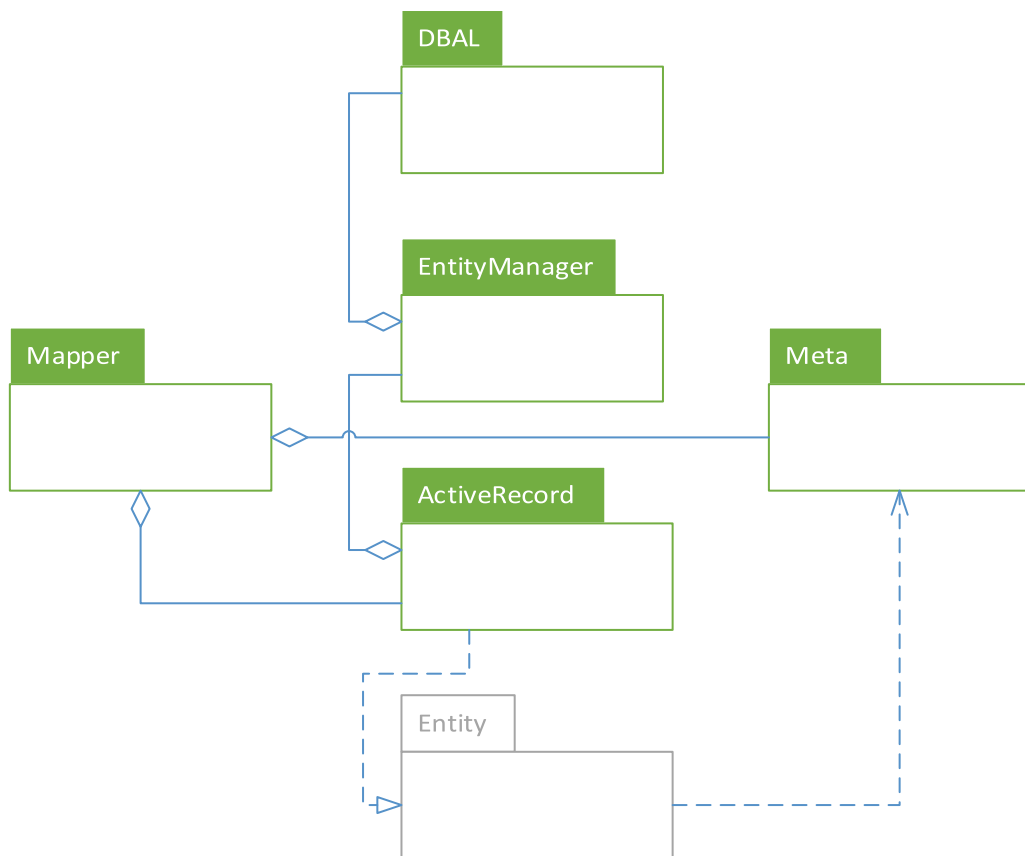 DBAL
EntityManager
Mapper
Meta
ActiveRecord
Entity